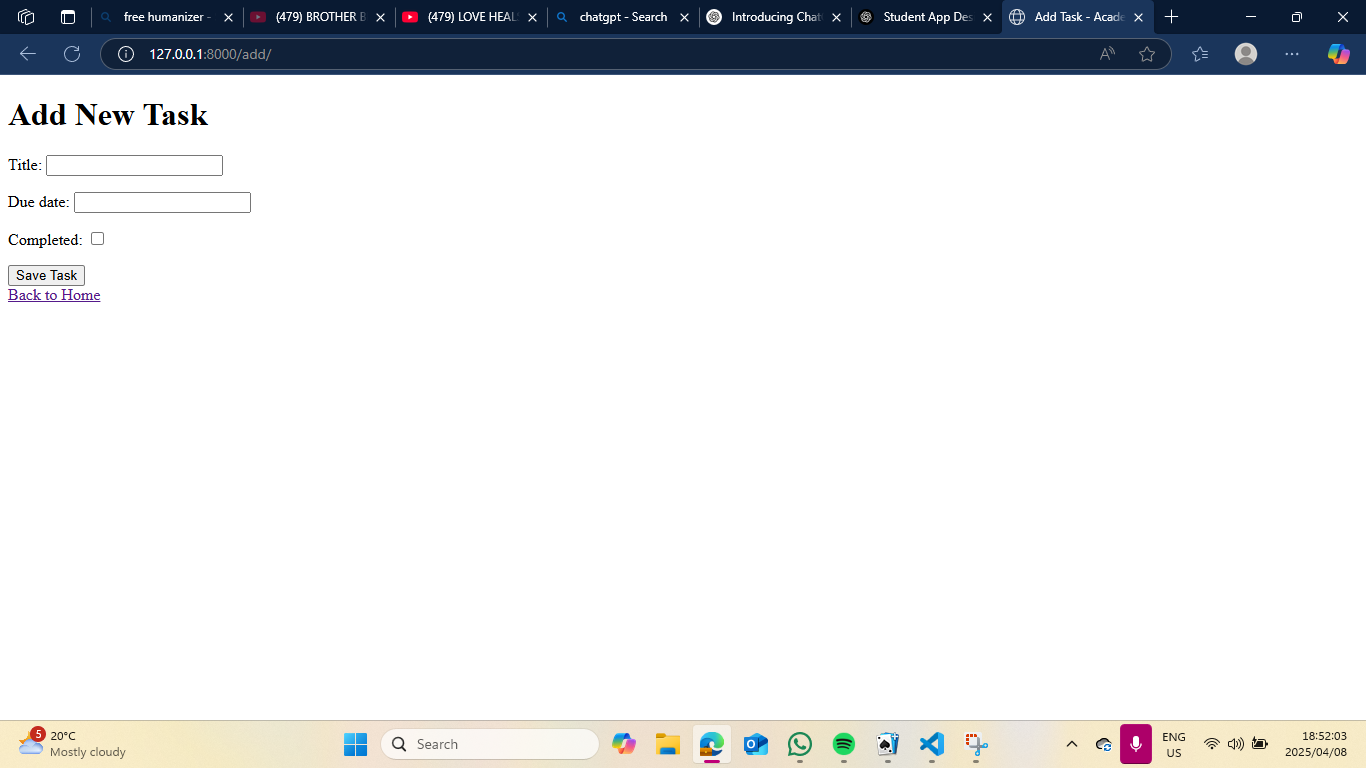 free humanizer -
(479) BROTHER B
(479) LOVE HEAL
chatgpt - Search
Introducing Chat
Student App Des
Add Task - Acade
127.0.0.1:8000/add/
Add New Task
Title:
Due date:
Completed:
Save Task
Back to Home
5
20°C
Mostly cloudy
Search
ENG
US
18:52:03
2025/04/08